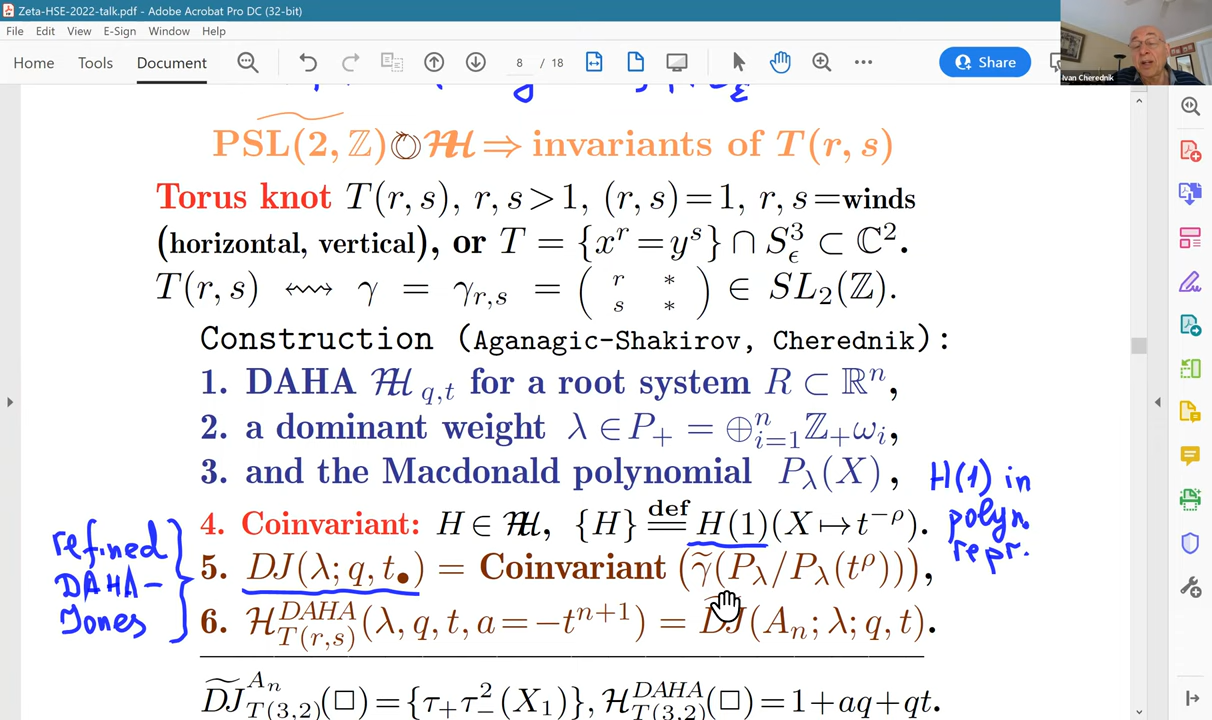 Zeta-HSE-2022-talk.pdf - Adobe Acrobat Pro DC (32-bit)
File Edit View E-Sign Window Help
Home Tools Document 8 / 18 Share
Ivan Cherednik
PSL(2, ℤ) ℋℋ ⇒ invariants of T(r, s)
Torus knot T(r, s), r, s>1, (r, s)=1, r, s=winds
(horizontal, vertical), or T = {x^r = y^s} ∩ S^3_ϵ ⊂ ℂ^2.
T(r, s) ⟷ γ = γ_{r,s} = ( r * ; s * ) ∈ SL_2(ℤ).
Construction (Aganagic-Shakirov, Cherednik):
1. DAHA ℋℋ_{q,t} for a root system R ⊂ ℝ^n,
2. a dominant weight λ ∈ P_+ = ⊕^n_{i=1} ℤ_+ ω_i,
3. and the Macdonald polynomial P_λ(X),
H(1) in
polyn.
repr.
4. Coinvariant: H ∈ ℋℋ, {H} def= H(1)(X ↦ t^{-ρ}).
refined
DAHA-
Jones
5. DJ(λ; q, t_•) = Coinvariant (γ̃(P_λ/P_λ(t^ρ))),
6. ℋ^{DAHA}_{T(r,s)}(λ, q, t, a=−t^{n+1}) = D̃J(A_n; λ; q, t).
D̃J^{A_n}_{T(3,2)}(□) = {τ_+ τ_-^2 (X_1)}, ℋ^{DAHA}_{T(3,2)}(□) = 1+aq+qt.